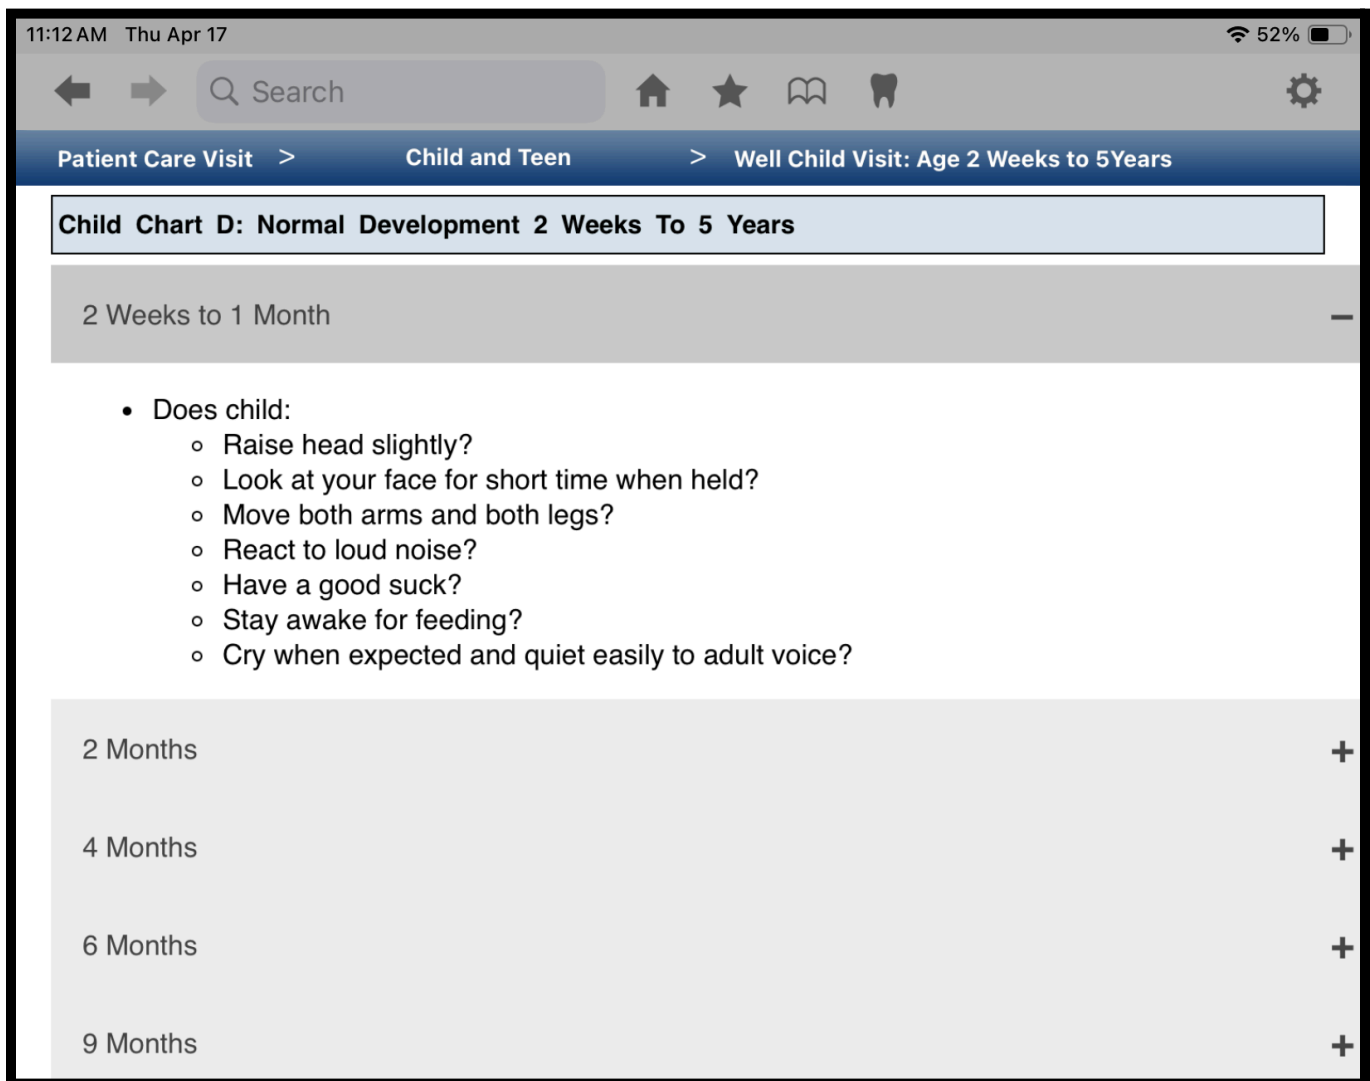 11:12 AM Thu Apr 17 52%
Search
Patient Care Visit > Child and Teen > Well Child Visit: Age 2 Weeks to 5Years
Child Chart D: Normal Development 2 Weeks To 5 Years
2 Weeks to 1 Month −
• Does child:
◦ Raise head slightly?
◦ Look at your face for short time when held?
◦ Move both arms and both legs?
◦ React to loud noise?
◦ Have a good suck?
◦ Stay awake for feeding?
◦ Cry when expected and quiet easily to adult voice?
2 Months +
4 Months +
6 Months +
9 Months +